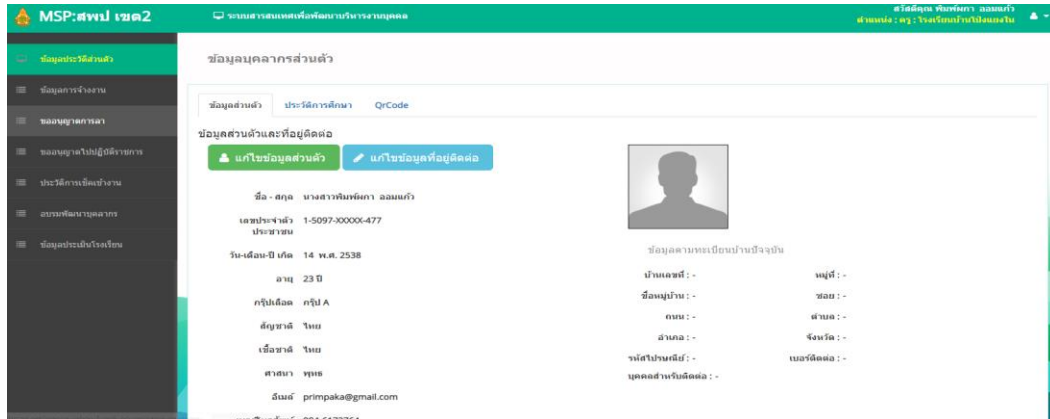 MSP:สพป เขต2
ระบบสารสนเทศเพื่อพัฒนาบริหารงานบุคคล
สวัสดีคุณ พิมพ์ผกา ออมแก้ว
ตำแหน่ง : ครู : โรงเรียนบ้านโป่งแยงใน
ข้อมูลประวัติส่วนตัว
ข้อมูลการจ้างงาน
ขออนุญาตการลา
ขออนุญาตไปปฏิบัติราชการ
ประวัติการเช็คเข้างาน
อบรมพัฒนาบุคลากร
ข้อมูลประเมินโรงเรียน
ข้อมูลบุคลากรส่วนตัว
ข้อมูลส่วนตัว ประวัติการศึกษา QrCode
ข้อมูลส่วนตัวและที่อยู่ติดต่อ
แก้ไขข้อมูลส่วนตัว แก้ไขข้อมูลที่อยู่ติดต่อ
ชื่อ - สกุล นางสาวพิมพ์ผกา ออมแก้ว
เลขประจำตัวประชาชน 1-5097-XXXXX-477
วัน-เดือน-ปี เกิด 14 พ.ค. 2538
อายุ 23 ปี
กรุ๊ปเลือด กรุ๊ป A
สัญชาติ ไทย
เชื้อชาติ ไทย
ศาสนา พุทธ
อีเมล์ primpaka@gmail.com
ข้อมูลตามทะเบียนบ้านปัจจุบัน
บ้านเลขที่ : - หมู่ที่ : -
ชื่อหมู่บ้าน : - ซอย : -
ถนน : - ตำบล : -
อำเภอ : - จังหวัด : -
รหัสไปรษณีย์ : - เบอร์ติดต่อ : -
บุคคลสำหรับติดต่อ : -